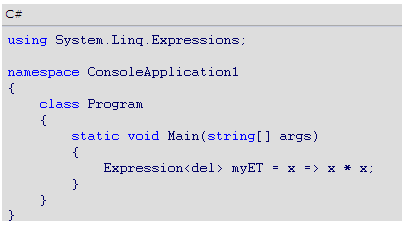 C#
using System.Linq.Expressions;
namespace ConsoleApplication1
{
    class Program
    {
        static void Main(string[] args)
        {
            Expression<del> myET = x => x * x;
        }
    }
}